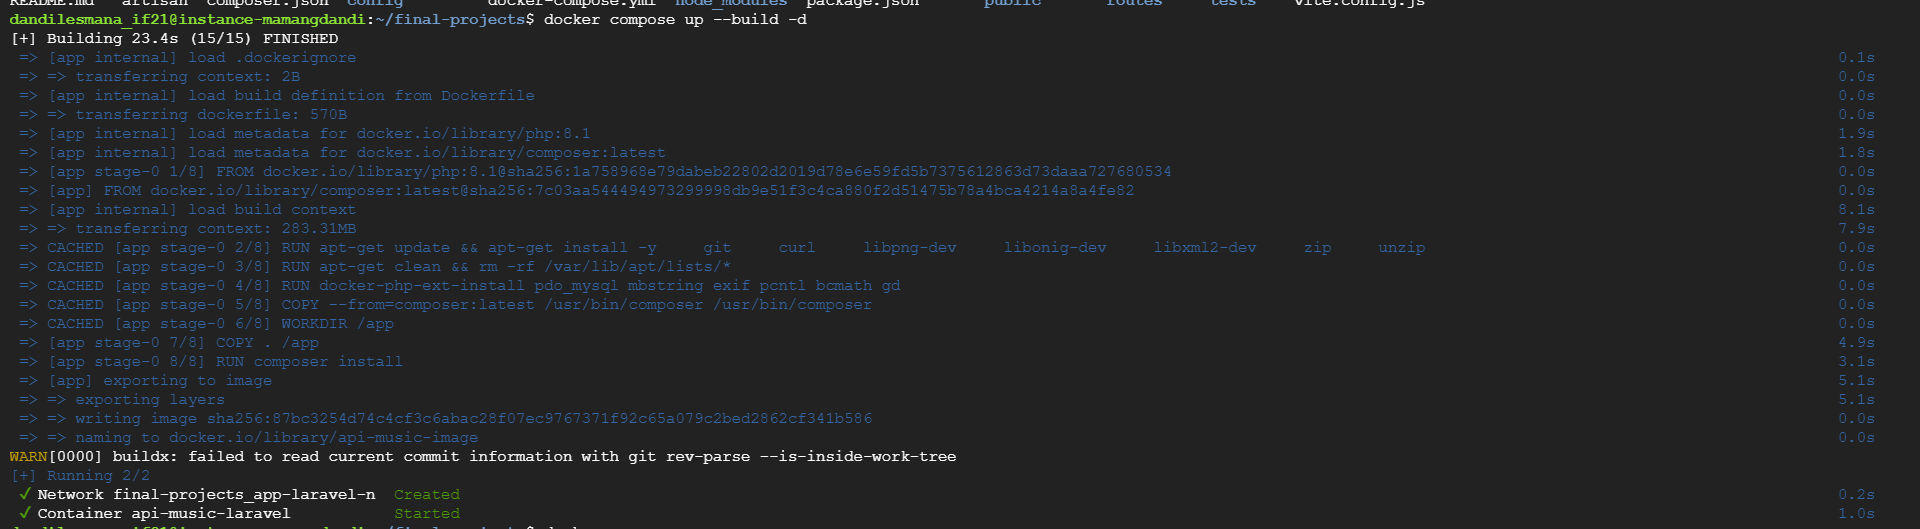 README.md   artisan  composer.json  config         docker-compose.yml  node_modules  package.json       public       routes     tests    vite.config.js
dandilesmana_if21@instance-mamangdandi:~/final-projects$ docker compose up --build -d
[+] Building 23.4s (15/15) FINISHED
=> [app internal] load .dockerignore 0.1s
=> => transferring context: 2B 0.0s
=> [app internal] load build definition from Dockerfile 0.0s
=> => transferring dockerfile: 570B 0.0s
=> [app internal] load metadata for docker.io/library/php:8.1 1.9s
=> [app internal] load metadata for docker.io/library/composer:latest 1.8s
=> [app stage-0 1/8] FROM docker.io/library/php:8.1@sha256:1a758968e79dabeb22802d2019d78e6e59fd5b7375612863d73daaa727680534 0.0s
=> [app] FROM docker.io/library/composer:latest@sha256:7c03aa544494973299998db9e51f3c4ca880f2d51475b78a4bca4214a8a4fe82 0.0s
=> [app internal] load build context 8.1s
=> => transferring context: 283.31MB 7.9s
=> CACHED [app stage-0 2/8] RUN apt-get update && apt-get install -y     git     curl     libpng-dev     libonig-dev     libxml2-dev     zip     unzip 0.0s
=> CACHED [app stage-0 3/8] RUN apt-get clean && rm -rf /var/lib/apt/lists/* 0.0s
=> CACHED [app stage-0 4/8] RUN docker-php-ext-install pdo_mysql mbstring exif pcntl bcmath gd 0.0s
=> CACHED [app stage-0 5/8] COPY --from=composer:latest /usr/bin/composer /usr/bin/composer 0.0s
=> CACHED [app stage-0 6/8] WORKDIR /app 0.0s
=> [app stage-0 7/8] COPY . /app 4.9s
=> [app stage-0 8/8] RUN composer install 3.1s
=> [app] exporting to image 5.1s
=> => exporting layers 5.1s
=> => writing image sha256:87bc3254d74c4cf3c6abac28f07ec9767371f92c65a079c2bed2862cf341b586 0.0s
=> => naming to docker.io/library/api-music-image 0.0s
WARN[0000] buildx: failed to read current commit information with git rev-parse --is-inside-work-tree
[+] Running 2/2
✓ Network final-projects_app-laravel-n  Created 0.2s
✓ Container api-music-laravel           Started 1.0s